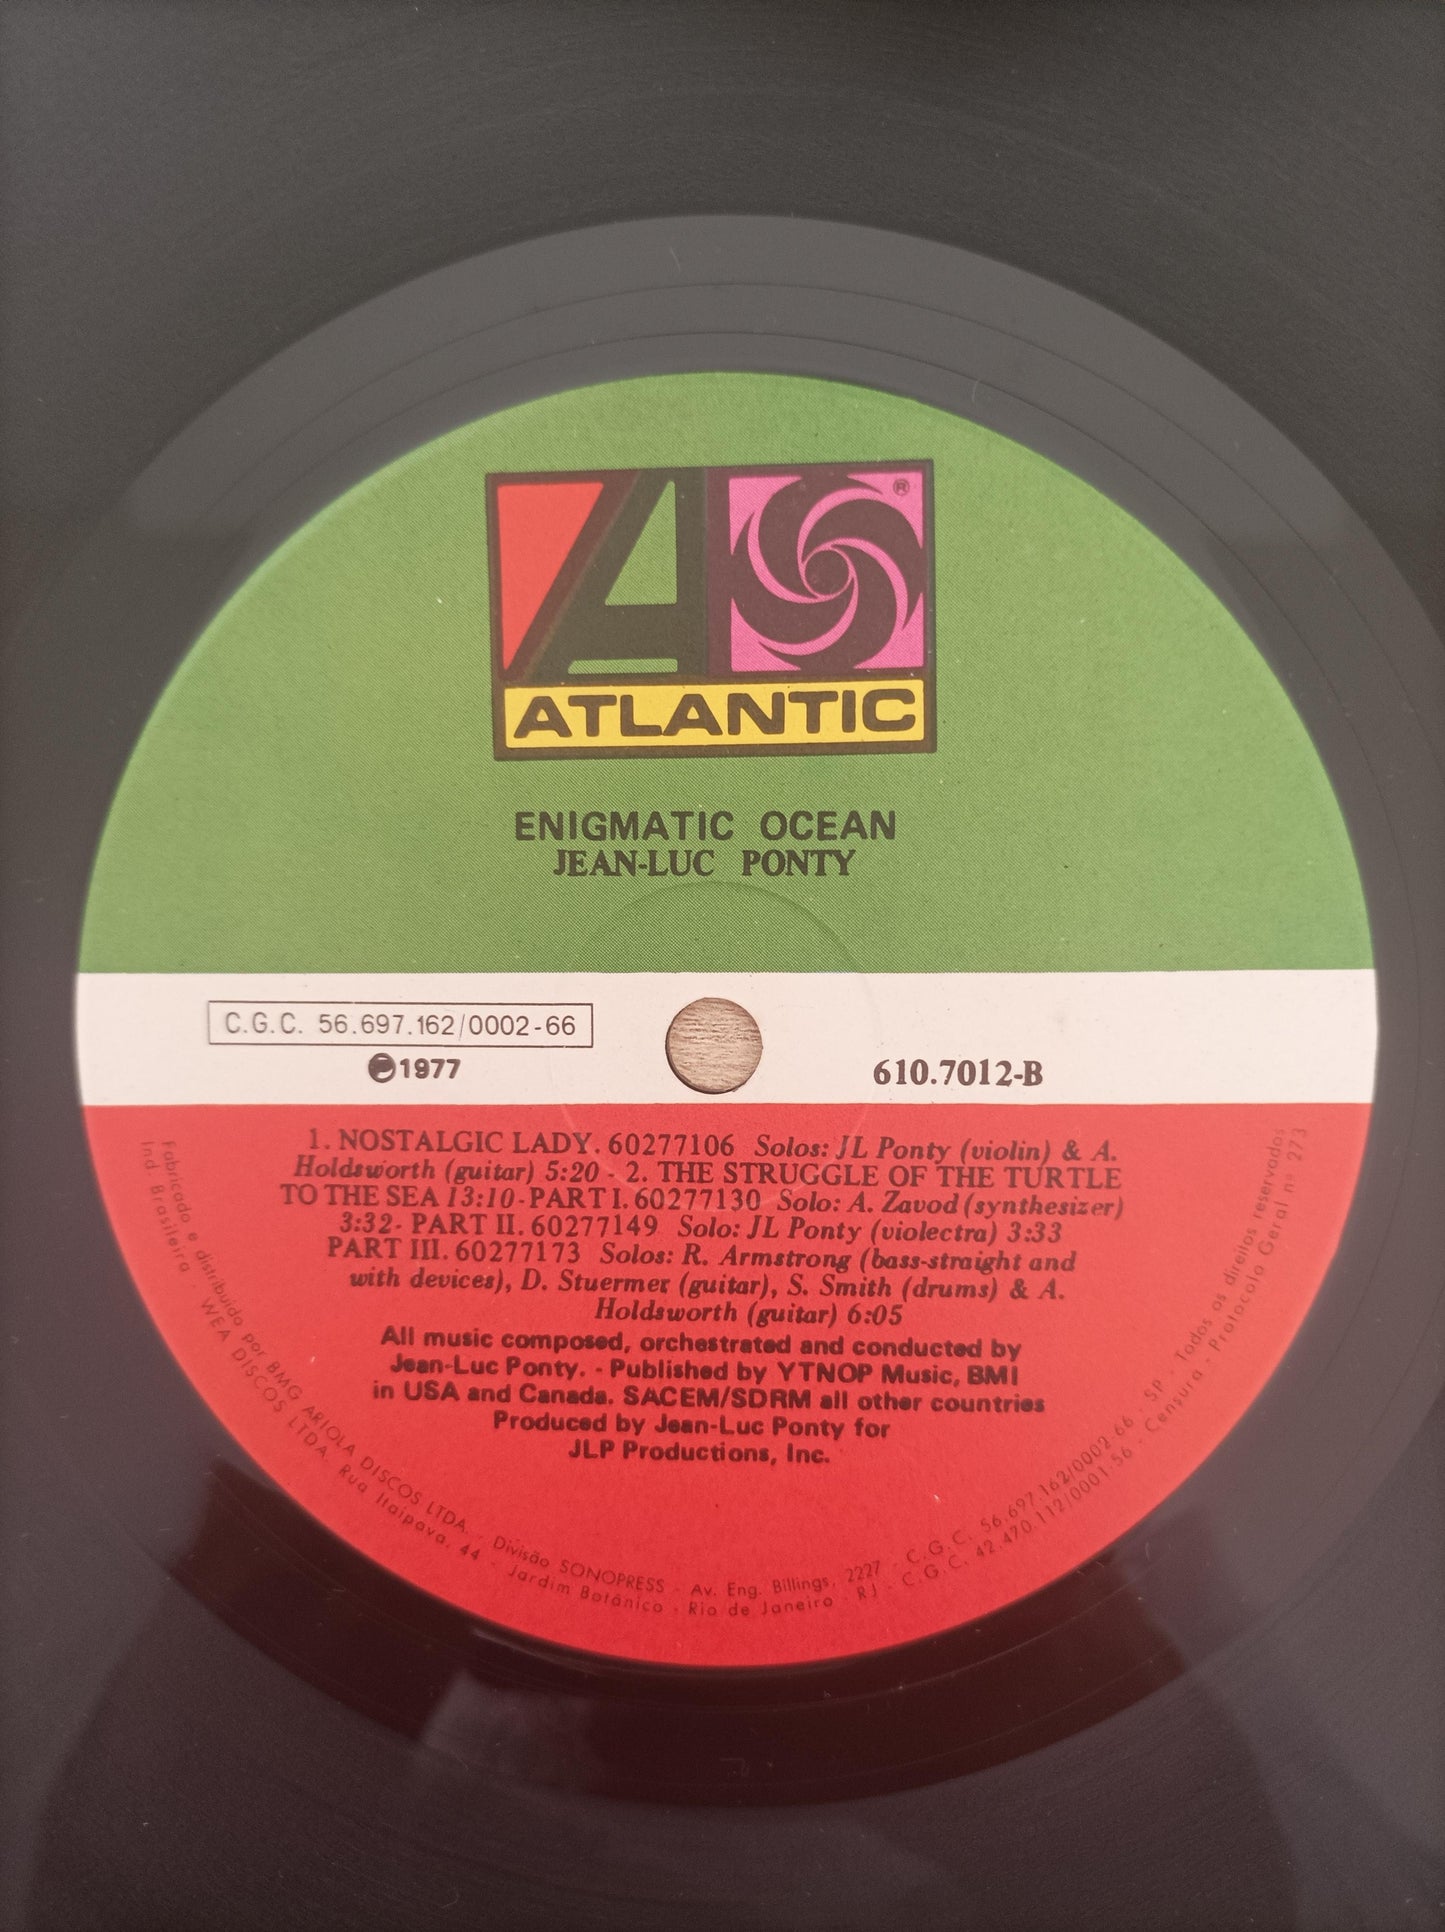 ®
ATLANTIC
ENIGMATIC OCEAN
JEAN-LUC PONTY
C.G.C. 56.697.162/0002-66
℗1977
610.7012-B
1. NOSTALGIC LADY. 60277106 Solos: JL Ponty (violin) & A.
Holdsworth (guitar) 5:20 - 2. THE STRUGGLE OF THE TURTLE
TO THE SEA 13:10-PART I. 60277130 Solo: A. Zavod (synthesizer)
3:32- PART II. 60277149 Solo: JL Ponty (violectra) 3:33
PART III. 60277173 Solos: R. Armstrong (bass-straight and
with devices), D. Stuermer (guitar), S. Smith (drums) & A.
Holdsworth (guitar) 6:05
All music composed, orchestrated and conducted by
Jean-Luc Ponty. - Published by YTNOP Music, BMI
in USA and Canada. SACEM/SDRM all other countries
Produced by Jean-Luc Ponty for
JLP Productions, Inc.
Fabricado e distribuido por BMG ARIOLA DISCOS LTDA. - Divisão SONOPRESS - Av. Eng. Billings, 2227 - C.G.C. 56.697.162/0002-66 - SP - Todos os direitos reservados
Ind. Brasileira - WEA DISCOS LTDA. Rua Itaipava, 44 - Jardim Botânico - Rio de Janeiro - RJ - C.G.C. 42.470.112/0001-56 - Censura - Protocolo Geral nº 273